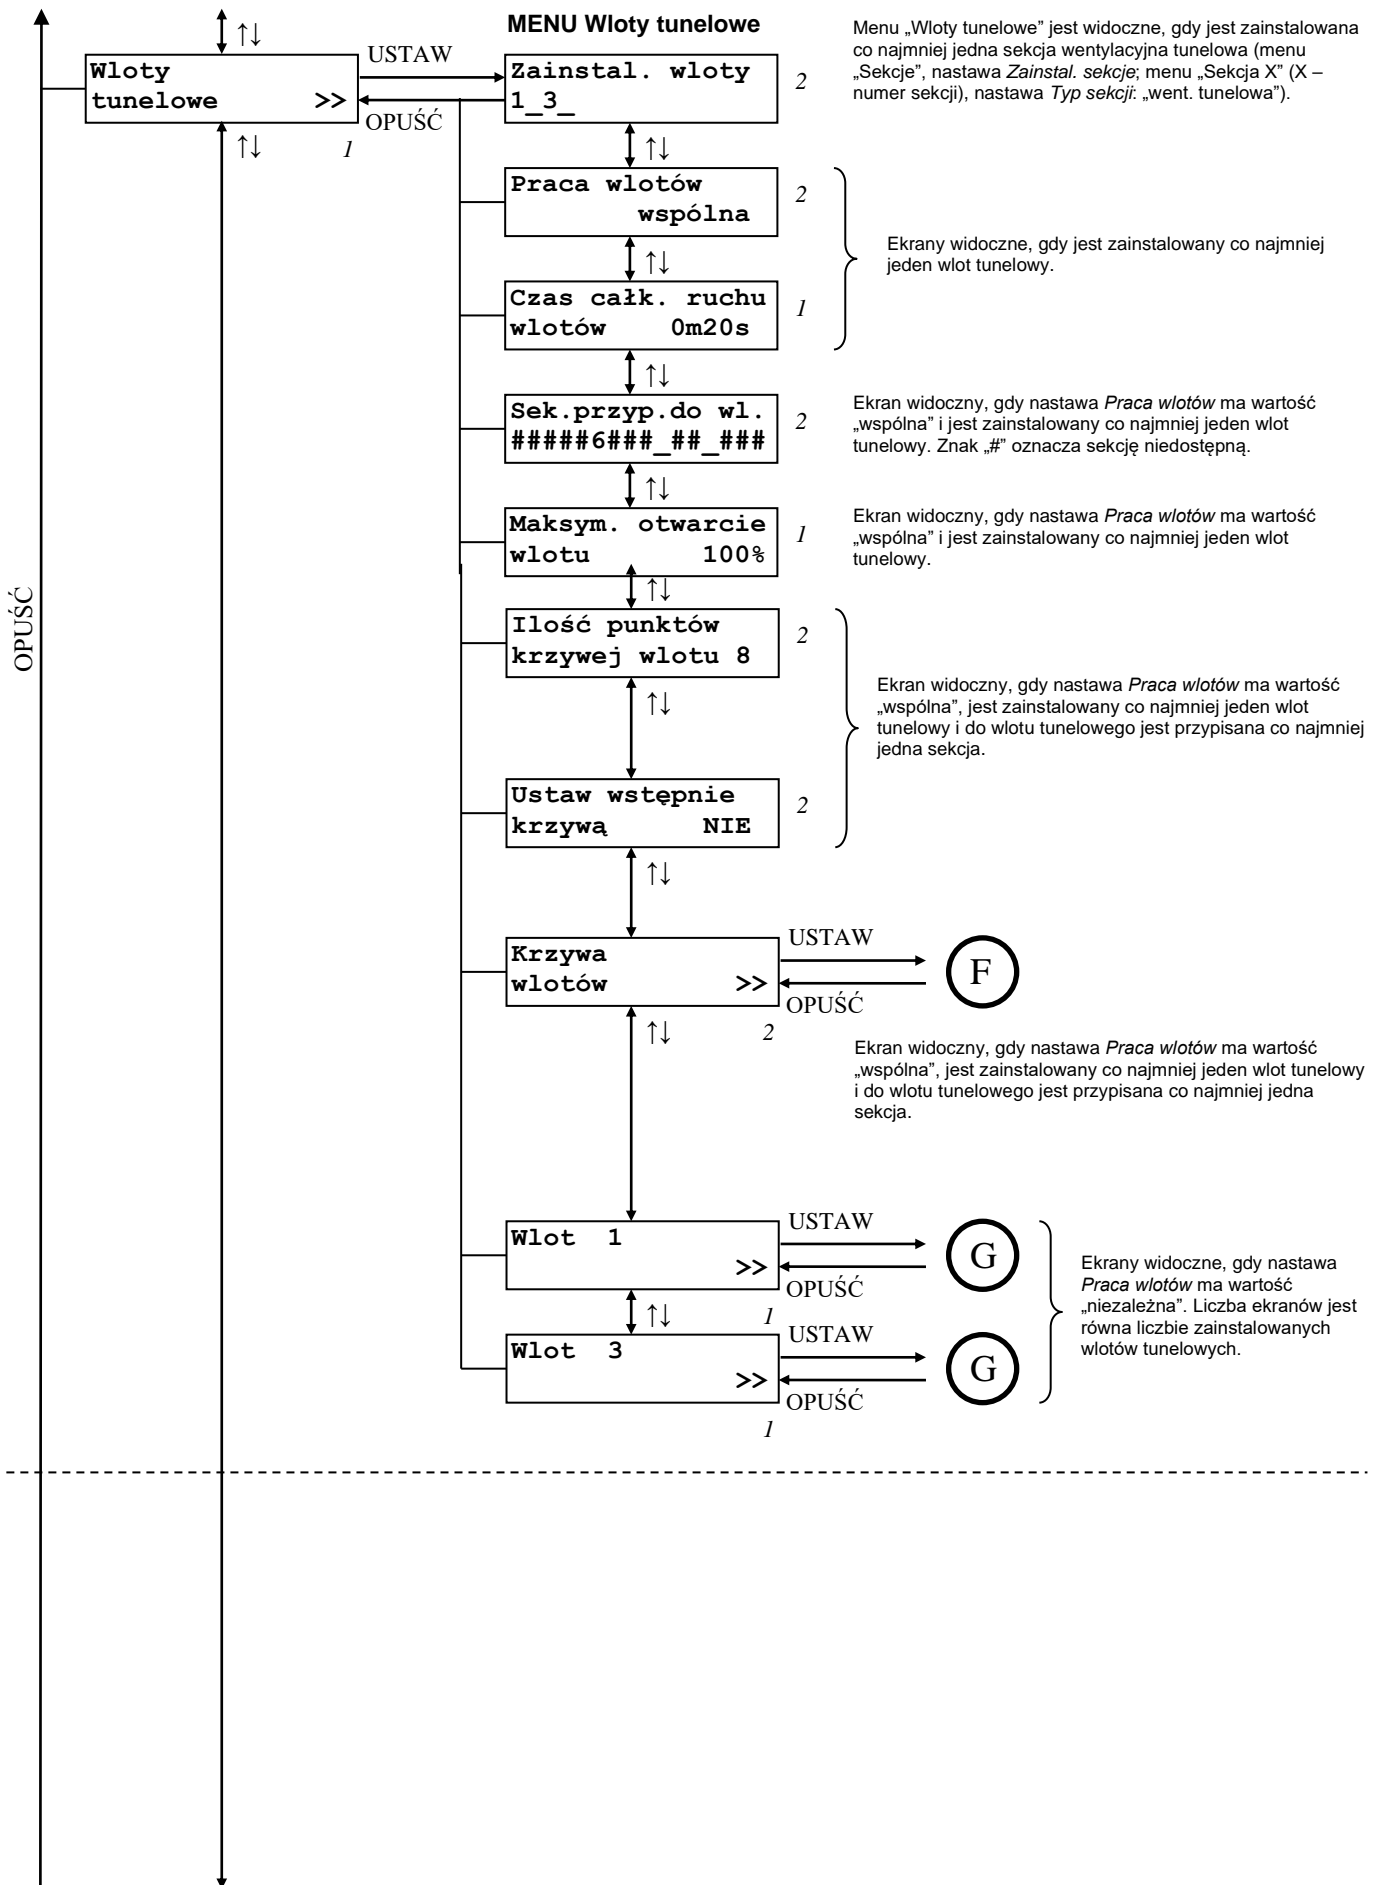 MENU Wloty tunelowe
↑↓
Wloty
tunelowe >>
USTAW
OPUŚĆ
↑↓
1
Zainstal. wloty
1_3_
2
Menu „Wloty tunelowe” jest widoczne, gdy jest zainstalowana
co najmniej jedna sekcja wentylacyjna tunelowa (menu
„Sekcje”, nastawa Zainstal. sekcje; menu „Sekcja X” (X –
numer sekcji), nastawa Typ sekcji: „went. tunelowa”).
↑↓
Praca wlotów
wspólna
2
↑↓
Ekrany widoczne, gdy jest zainstalowany co najmniej
jeden wlot tunelowy.
Czas całk. ruchu
wlotów 0m20s
1
↑↓
Sek.przyp.do wl.
#####6###_##_###
2
Ekran widoczny, gdy nastawa Praca wlotów ma wartość
„wspólna” i jest zainstalowany co najmniej jeden wlot
tunelowy. Znak „#” oznacza sekcję niedostępną.
↑↓
Maksym. otwarcie
wlotu 100%
1
Ekran widoczny, gdy nastawa Praca wlotów ma wartość
„wspólna” i jest zainstalowany co najmniej jeden wlot
tunelowy.
↑↓
OPUŚĆ
Ilość punktów
krzywej wlotu 8
2
↑↓
Ekran widoczny, gdy nastawa Praca wlotów ma wartość
„wspólna”, jest zainstalowany co najmniej jeden wlot
tunelowy i do wlotu tunelowego jest przypisana co najmniej
jedna sekcja.
Ustaw wstępnie
krzywą NIE
2
↑↓
Krzywa
wlotów >>
USTAW
OPUŚĆ
F
↑↓
2
Ekran widoczny, gdy nastawa Praca wlotów ma wartość
„wspólna”, jest zainstalowany co najmniej jeden wlot tunelowy
i do wlotu tunelowego jest przypisana co najmniej jedna
sekcja.
Wlot 1
>>
USTAW
OPUŚĆ
G
↑↓
1
Ekrany widoczne, gdy nastawa
Praca wlotów ma wartość
„niezależna”. Liczba ekranów jest
równa liczbie zainstalowanych
wlotów tunelowych.
Wlot 3
>>
USTAW
OPUŚĆ
G
1